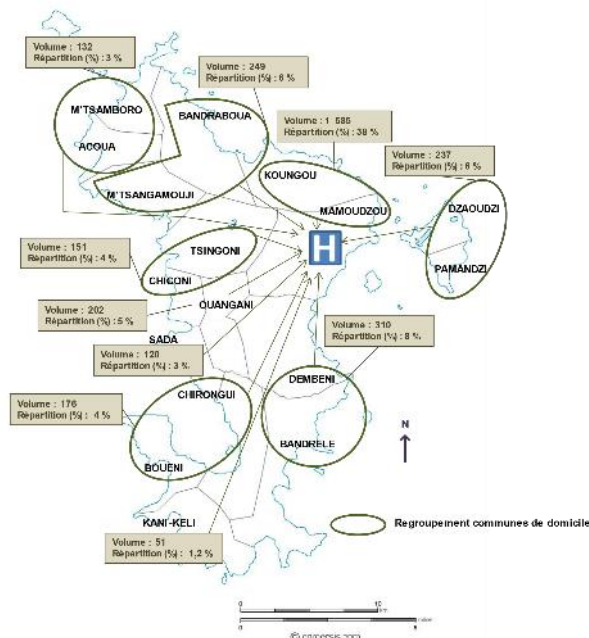 Volume : 132
Répartition (%) : 3 %
Volume : 249
Répartition (%) : 6 %
M'TSAMBORO
BANDRABOUA
Volume : 1 585
Répartition (%) : 38 %
ACOUA
Volume : 237
Répartition (%) : 6 %
KOUNGOU
M'TSANGAMOUJI
MAMOUDZOU
DZAOUDZI
H
TSINGONI
Volume : 151
Répartition (%) : 4 %
PAMANDZI
CHICONI
OUANGANI
Volume : 202
Répartition (%) : 5 %
Volume : 310
Répartition (%) : 8 %
SADA
Volume : 120
Répartition (%) : 3 %
DEMBENI
CHIRONGUI
Volume : 176
Répartition (%) : 4 %
N
BANDRELE
BOUENI
KANI-KELI
Regroupement communes de domicile
Volume : 51
Répartition (%) : 1,2 %
10